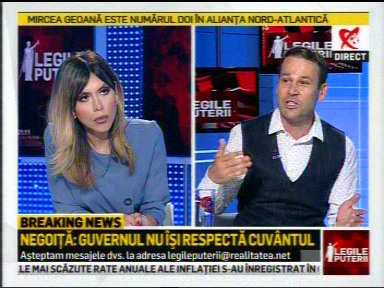 MIRCEA GEOANĂ ESTE NUMĂRUL DOI ÎN ALIANȚA NORD-ATLANTICĂ
LEGILE
PUTERII
DIRECT
LEGILE
PUTERII
BREAKING NEWS
NEGOIȚĂ: GUVERNUL NU ÎȘI RESPECTĂ CUVÂNTUL
Așteptam mesajele dvs. la adresa legileputerii@realitatea.net
LEGILE
PUTERII
LE MAI SCĂZUTE RATE ANUALE ALE INFLAȚIEI S-AU ÎNREGISTRAT ÎN